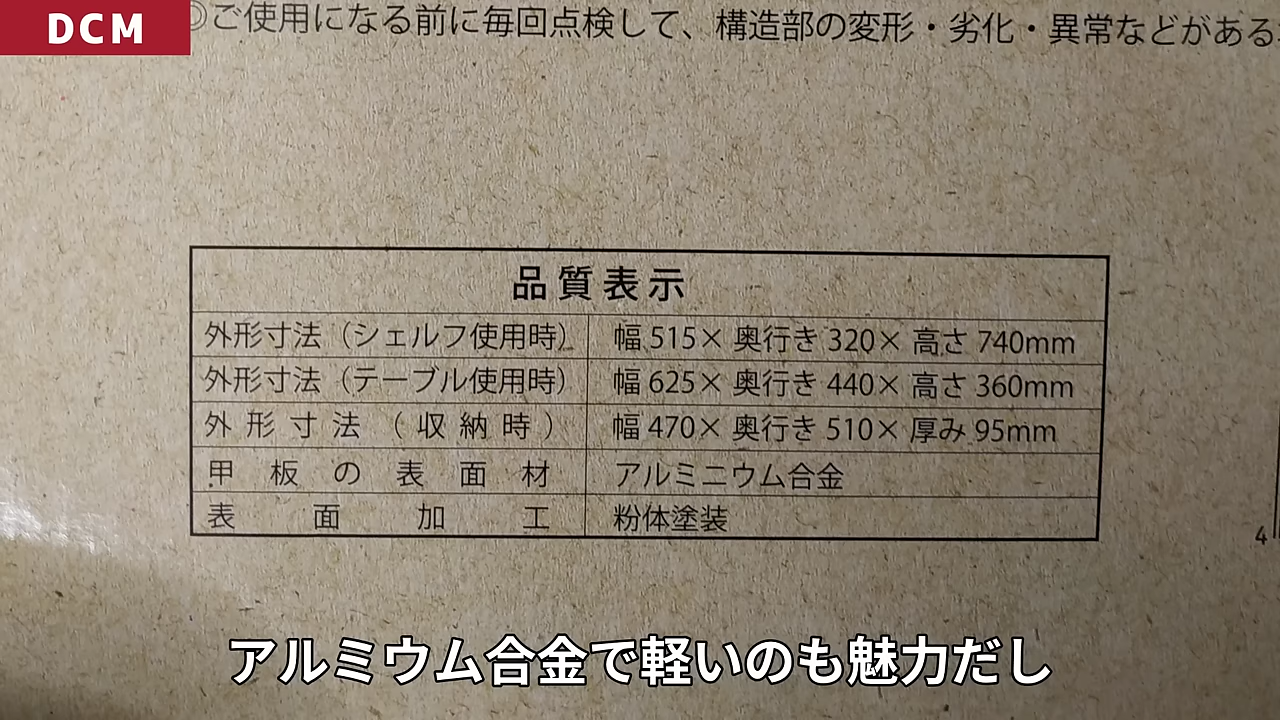 DCM
◎ご使用になる前に毎回点検して、構造部の変形・劣化・異常などがある
品質表示
外形寸法（シェルフ使用時） 幅 515× 奥行き 320× 高さ 740mm
外形寸法（テーブル使用時） 幅 625× 奥行き 440× 高さ 360mm
外形寸法（収納時） 幅 470× 奥行き 510× 厚み 95mm
甲板の表面材 アルミニウム合金
表面加工 粉体塗装
4
アルミウム合金で軽いのも魅力だし